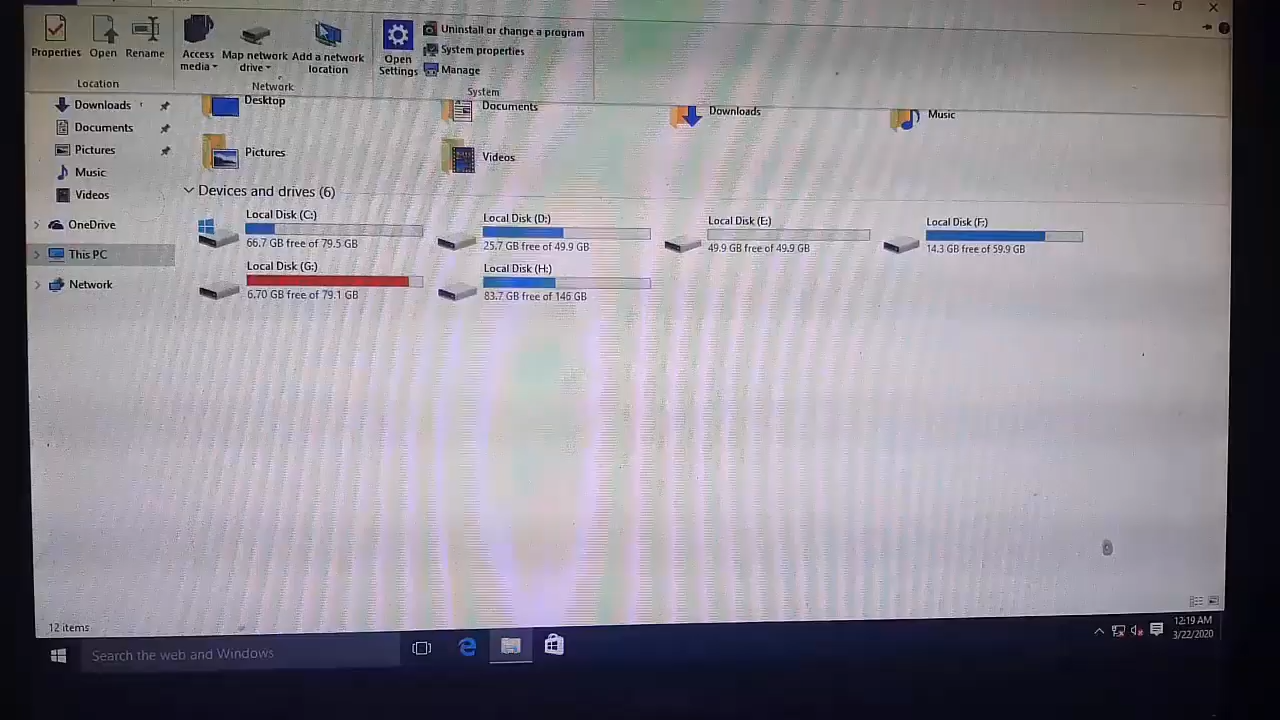 Properties
Open
Rename
Access media
Map network drive
Add a network location
Open Settings
Uninstall or change a program
System properties
Manage
Location
Network
System
Downloads
Documents
Pictures
Music
Videos
OneDrive
This PC
Network
Desktop
Documents
Downloads
Music
Pictures
Videos
Devices and drives (6)
Local Disk (C:)
66.7 GB free of 79.5 GB
Local Disk (D:)
25.7 GB free of 49.9 GB
Local Disk (E:)
49.9 GB free of 49.9 GB
Local Disk (F:)
14.3 GB free of 59.9 GB
Local Disk (G:)
6.70 GB free of 79.1 GB
Local Disk (H:)
83.7 GB free of 146 GB
12 items
Search the web and Windows
12:19 AM
3/22/2020